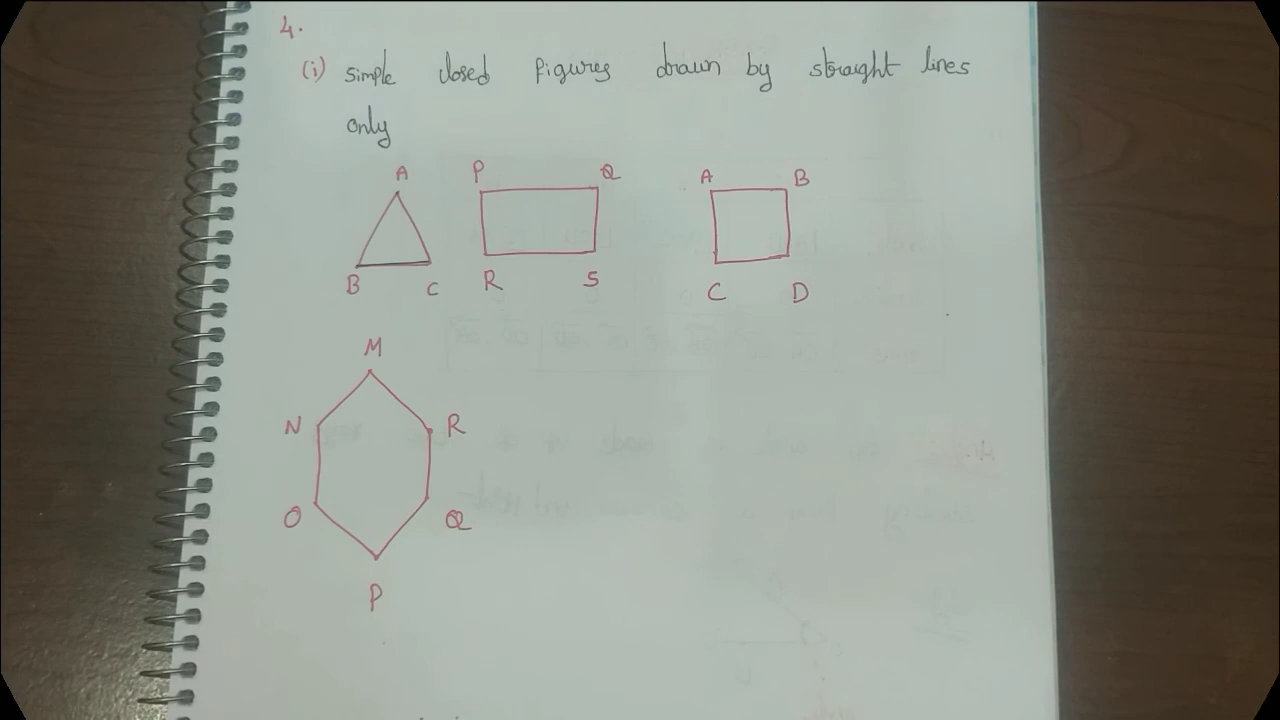 4.
(i) simple closed figures drawn by straight lines
only
A P Q A B
B C R S C D
M
N R
O Q
P